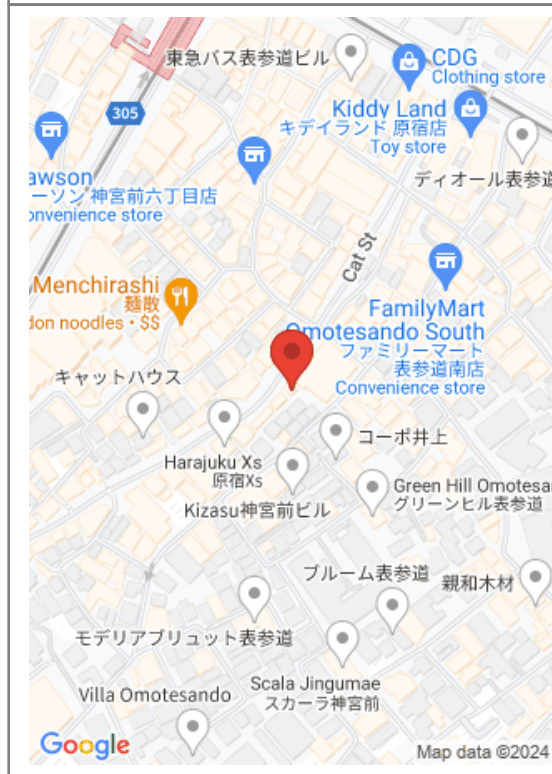 東急バス表参道ビル
CDG
Clothing store
305
Kiddy Land
キデイランド 原宿店
Toy store
ディオール表参道
awson
ーソン 神宮前六丁目店
onvenience store
Cat St
Menchirashi
麺散
don noodles・$$
FamilyMart
Omotesando South
ファミリーマート
表参道南店
Convenience store
キャットハウス
コーポ井上
Harajuku Xs
原宿Xs
Kizasu神宮前ビル
Green Hill Omotesa
グリーンヒル表参道
ブルーム表参道
親和木材
モデリアブリュット表参道
Scala Jingumae
スカーラ神宮前
Villa Omotesando
Google
Map data ©2024